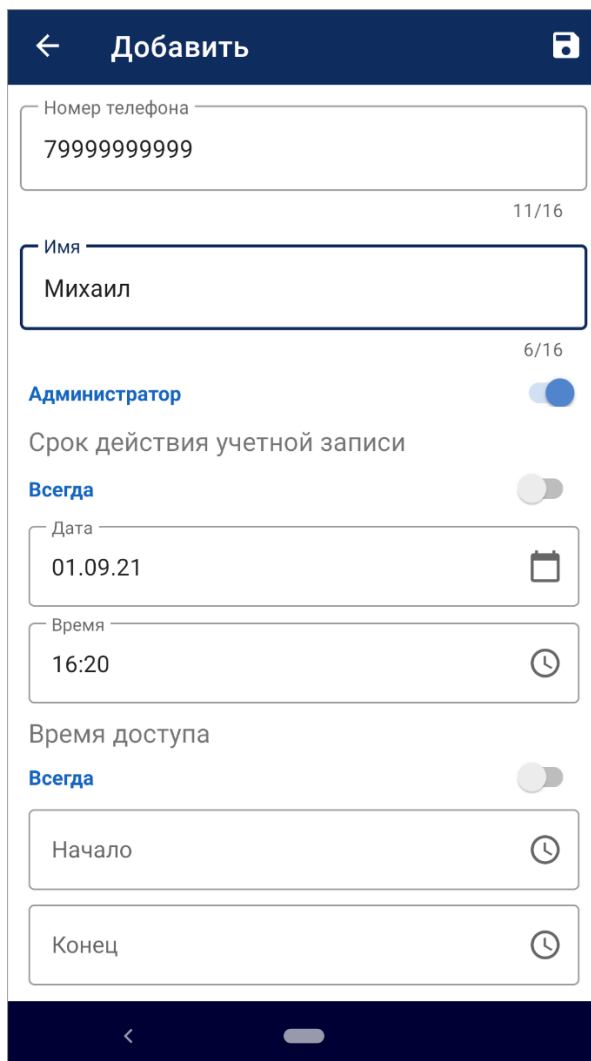 Добавить
Номер телефона
79999999999
11/16
Имя
Михаил
6/16
Администратор
Срок действия учетной записи
Всегда
Дата
01.09.21
Время
16:20
Время доступа
Всегда
Начало
Конец